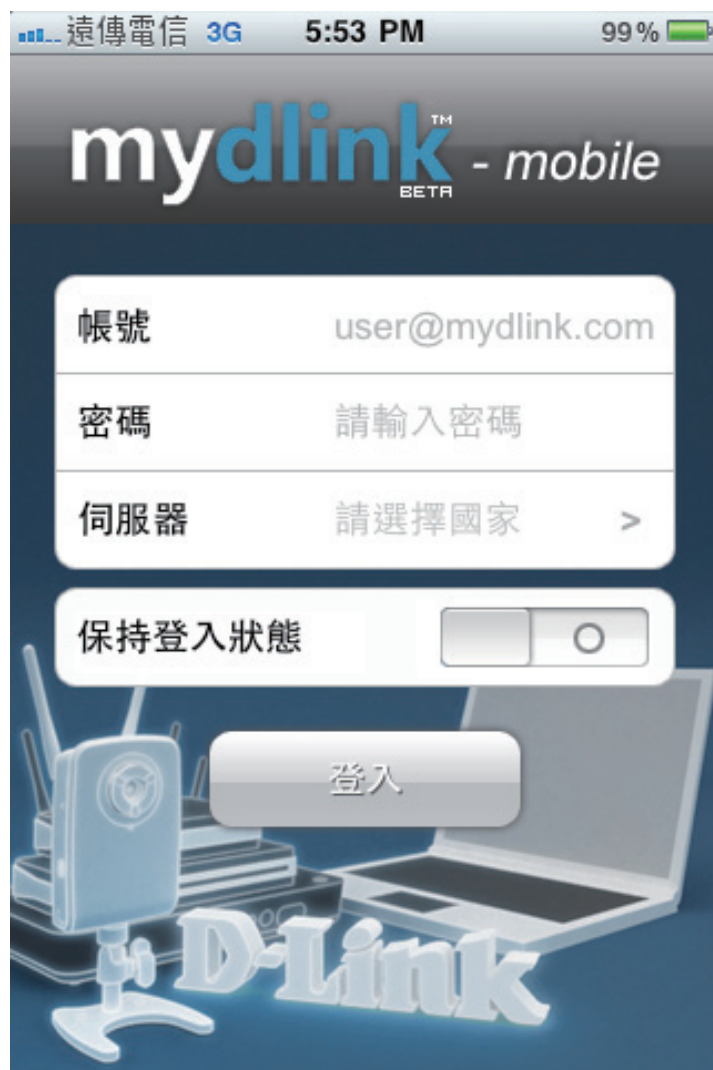 遠傳電信 3G 5:53 PM 99%
mydlink™ - mobile
BETA
帳號 user@mydlink.com
密碼 請輸入密碼
伺服器 請選擇國家 >
保持登入狀態
登入
D-Link